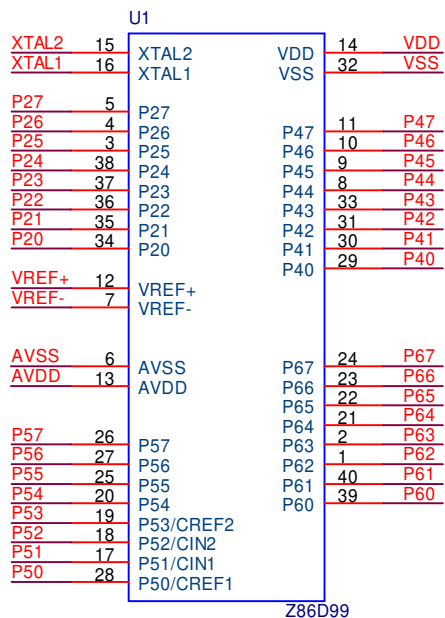 U1
XTAL2 15 XTAL2 VDD 14 VDD
XTAL1 16 XTAL1 VSS 32 VSS
P27 5 P27
P26 4 P26 P47 11 P47
P25 3 P25 P46 10 P46
P24 38 P24 P45 9 P45
P23 37 P23 P44 8 P44
P22 36 P22 P43 33 P43
P21 35 P21 P42 31 P42
P20 34 P20 P41 30 P41
P40 29 P40
VREF+ 12 VREF+
VREF- 7 VREF-
AVSS 6 AVSS P67 24 P67
AVDD 13 AVDD P66 23 P66
P65 22 P65
P64 21 P64
P57 26 P57 P63 2 P63
P56 27 P56 P62 1 P62
P55 25 P55 P61 40 P61
P54 20 P54 P60 39 P60
P53 19 P53/CREF2
P52 18 P52/CIN2
P51 17 P51/CIN1
P50 28 P50/CREF1
Z86D99